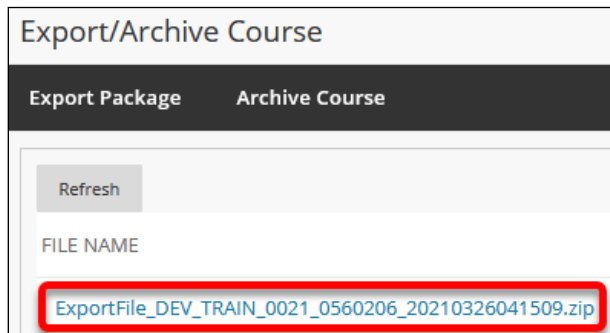 Export/Archive Course
Export Package Archive Course
Refresh
FILE NAME
ExportFile_DEV_TRAIN_0021_0560206_20210326041509.zip